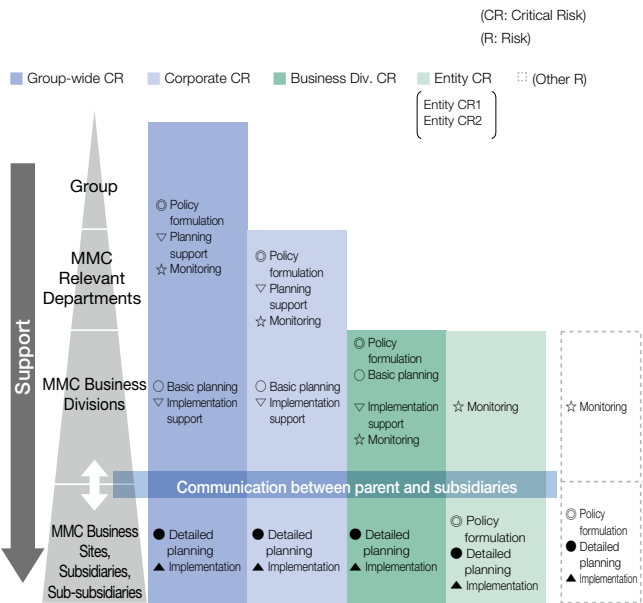 (CR: Critical Risk)
(R: Risk)
Group-wide CR
Corporate CR
Business Div. CR
Entity CR
(Other R)
Entity CR1
Entity CR2
Support
Group
MMC
Relevant
Departments
MMC Business
Divisions
MMC Business
Sites,
Subsidiaries,
Sub-subsidiaries
◎ Policy
formulation
▽ Planning
support
☆ Monitoring
○ Basic planning
▽ Implementation
support
◎ Policy
formulation
▽ Planning
support
☆ Monitoring
○ Basic planning
▽ Implementation
support
◎ Policy
formulation
○ Basic planning
▽ Implementation
support
☆ Monitoring
☆ Monitoring
☆ Monitoring
Communication between parent and subsidiaries
● Detailed
planning
▲ Implementation
● Detailed
planning
▲ Implementation
● Detailed
planning
▲ Implementation
◎ Policy
formulation
● Detailed
planning
▲ Implementation
◎ Policy
formulation
● Detailed
planning
▲ Implementation